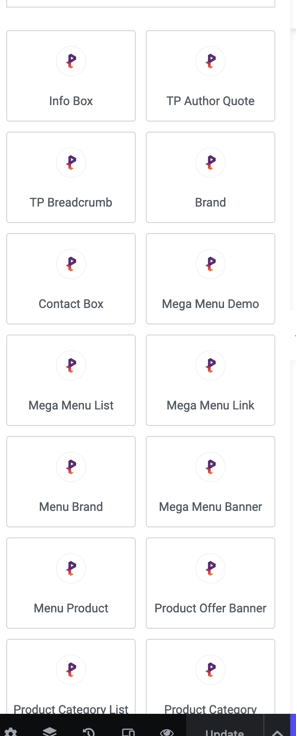 Info Box
TP Author Quote
TP Breadcrumb
Brand
Contact Box
Mega Menu Demo
Mega Menu List
Mega Menu Link
Menu Brand
Mega Menu Banner
Menu Product
Product Offer Banner
Product Category List
Product Category
Update